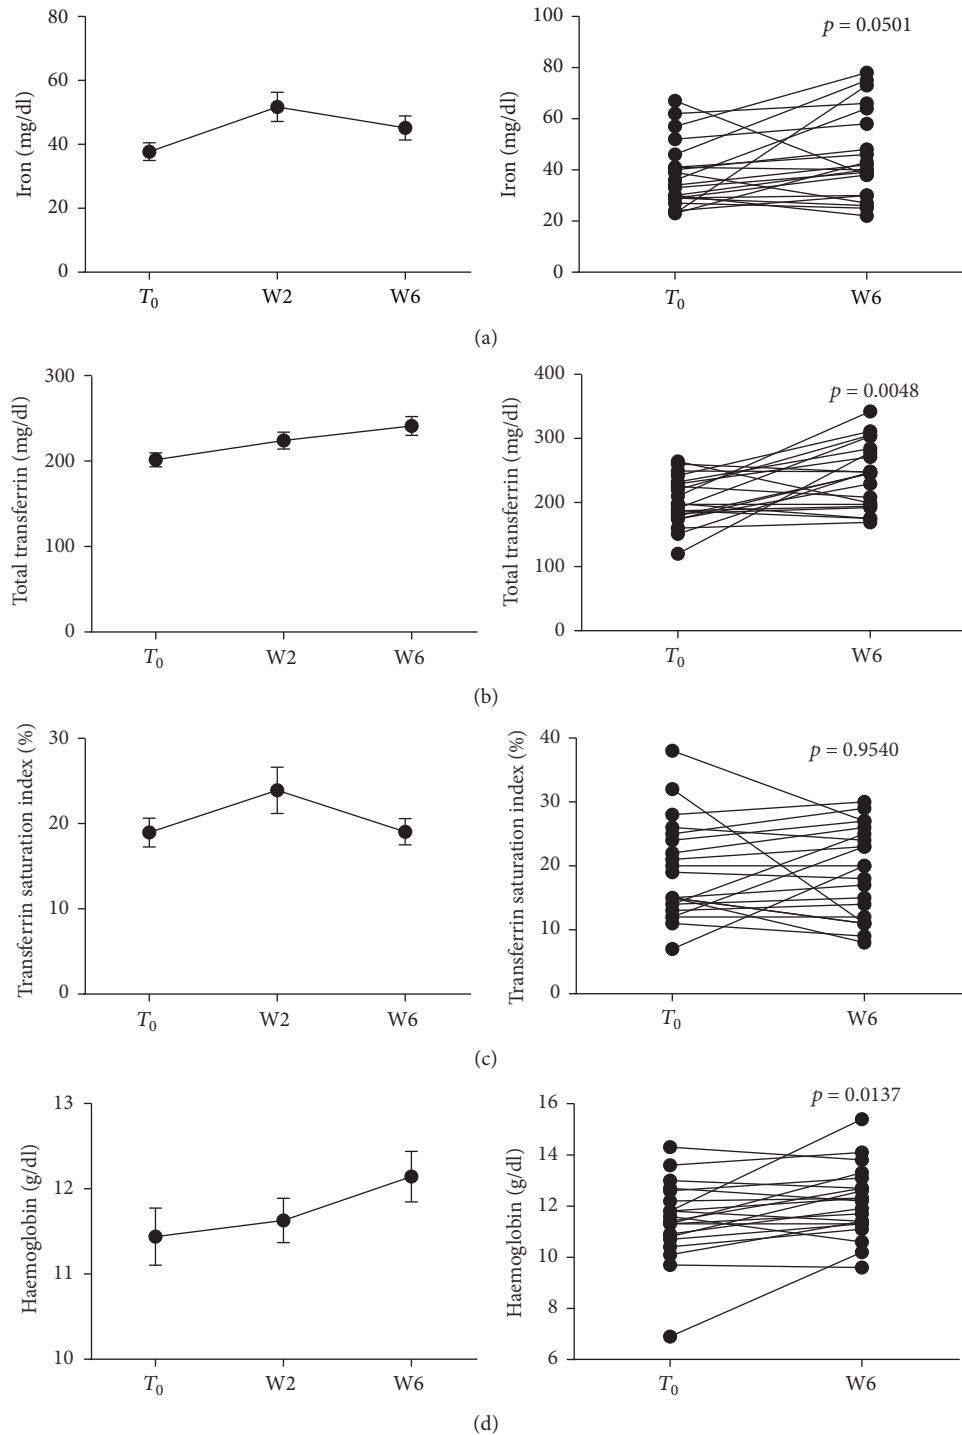 Iron (mg/dl)
80
60
40
20
0
T0 W2 W6
Iron (mg/dl)
100
80
60
40
20
0
p = 0.0501
T0 W6
(a)
Total transferrin (mg/dl)
300
200
100
0
T0 W2 W6
Total transferrin (mg/dl)
400
300
200
100
0
p = 0.0048
T0 W6
(b)
Transferrin saturation index (%)
30
20
10
0
T0 W2 W6
Transferrin saturation index (%)
40
30
20
10
0
p = 0.9540
T0 W6
(c)
Haemoglobin (g/dl)
13
12
11
10
T0 W2 W6
Haemoglobin (g/dl)
16
14
12
10
8
6
p = 0.0137
T0 W6
(d)